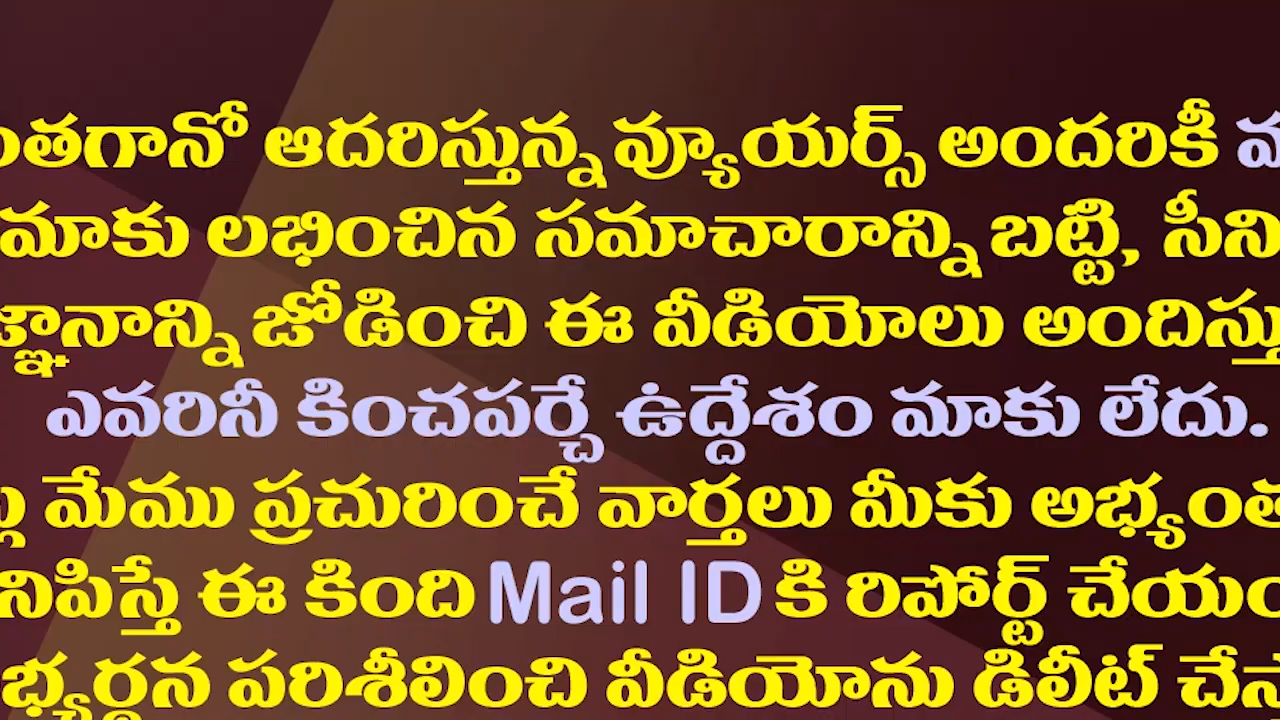 ఆదరిస్తున్న వ్యూయర్స్ అందరికీ
మాకు లభించిన సమాచారాన్ని బట్టి,
జోడించి ఈ వీడియోలు
ఎవరినీ కించపర్చే ఉద్దేశం మాకు లేదు.
మేము ప్రచురించే వార్తలు మీకు
ఈ కింది Mail ID కి రిపోర్ట్
పరిశీలించి వీడియోను డిలీట్